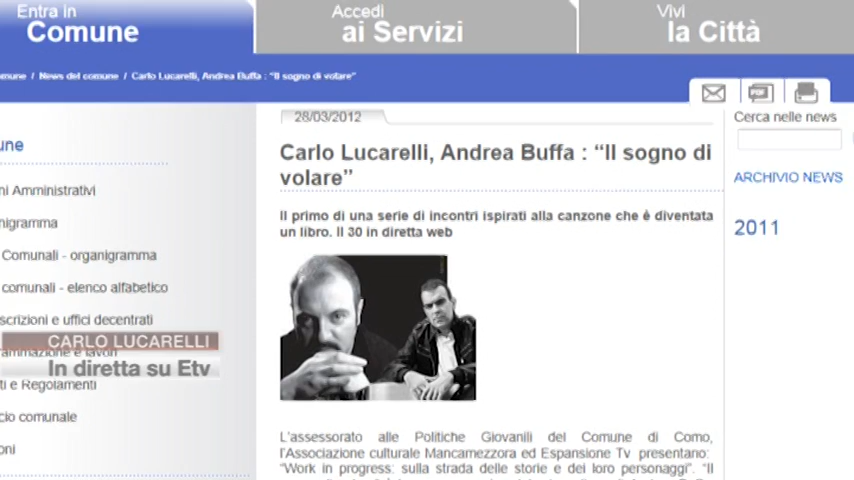 Entra in
Comune
Accedi
ai Servizi
Vivi
la Città
omune / News del comune / Carlo Lucarelli, Andrea Buffa : “Il sogno di volare”
PDF
28/03/2012
Cerca nelle news
ARCHIVIO NEWS
2011
Carlo Lucarelli, Andrea Buffa : “Il sogno di
volare”
Il primo di una serie di incontri ispirati alla canzone che è diventata
un libro. Il 30 in diretta web
une
ni Amministrativi
nigramma
Comunali - organigramma
comunali - elenco alfabetico
scrizioni e uffici decentrati
CARLO LUCARELLI
ammazione e lavori
In diretta su Etv
ti e Regolamenti
cio comunale
oni
L'assessorato alle Politiche Giovanili del Comune di Como,
l'Associazione culturale Mancamezzora ed Espansione Tv presentano:
“Work in progress: sulla strada delle storie e dei loro personaggi”. “Il